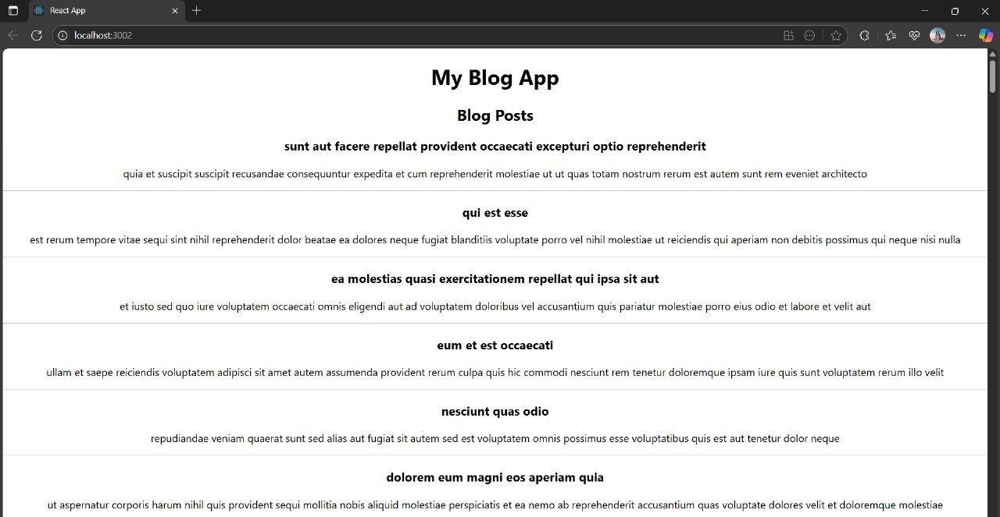 React App
localhost:3002
My Blog App
Blog Posts
sunt aut facere repellat provident occaecati excepturi optio reprehenderit
quia et suscipit suscipit recusandae consequuntur expedita et cum reprehenderit molestiae ut ut quas totam nostrum rerum est autem sunt rem eveniet architecto
qui est esse
est rerum tempore vitae sequi sint nihil reprehenderit dolor beatae ea dolores neque fugiat blanditiis voluptate porro vel nihil molestiae ut reiciendis qui aperiam non debitis possimus qui neque nisi nulla
ea molestias quasi exercitationem repellat qui ipsa sit aut
et iusto sed quo iure voluptatem occaecati omnis eligendi aut ad voluptatem doloribus vel accusantium quis pariatur molestiae porro eius odio et labore et velit aut
eum et est occaecati
ullam et saepe reiciendis voluptatem adipisci sit amet autem assumenda provident rerum culpa quis hic commodi nesciunt rem tenetur doloremque ipsam iure quis sunt voluptatem rerum illo velit
nesciunt quas odio
repudiandae veniam quaerat sunt sed alias aut fugiat sit autem sed est voluptatem omnis possimus esse voluptatibus quis est aut tenetur dolor neque
dolorem eum magni eos aperiam quia
ut aspernatur corporis harum nihil quis provident sequi mollitia nobis aliquid molestiae perspiciatis et ea nemo ab reprehenderit accusantium quas voluptate dolores velit et doloremque molestiae